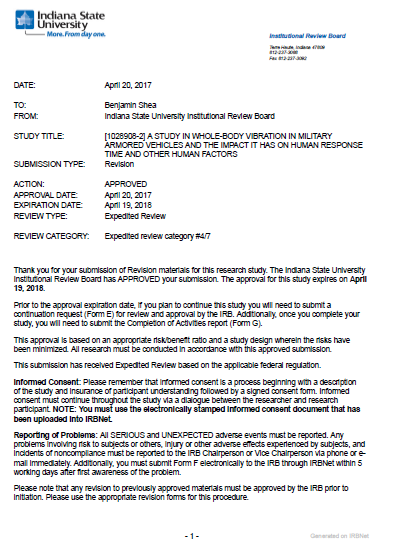 Indiana State
University
More. From day one.
Institutional Review Board
Terre Haute, Indiana 47809
812-237-3088
Fax 812-237-3092
DATE: April 20, 2017
TO: Benjamin Shea
FROM: Indiana State University Institutional Review Board
STUDY TITLE: [1026908-2] A STUDY IN WHOLE-BODY VIBRATION IN MILITARY
ARMORED VEHICLES AND THE IMPACT IT HAS ON HUMAN RESPONSE
TIME AND OTHER HUMAN FACTORS
SUBMISSION TYPE: Revision
ACTION: APPROVED
APPROVAL DATE: April 20, 2017
EXPIRATION DATE: April 19, 2018
REVIEW TYPE: Expedited Review
REVIEW CATEGORY: Expedited review category #4/7
Thank you for your submission of Revision materials for this research study. The Indiana State University
Institutional Review Board has APPROVED your submission. The approval for this study expires on April
19, 2018.
Prior to the approval expiration date, if you plan to continue this study you will need to submit a
continuation request (Form E) for review and approval by the IRB. Additionally, once you complete your
study, you will need to submit the Completion of Activities report (Form G).
This approval is based on an appropriate risk/benefit ratio and a study design wherein the risks have
been minimized. All research must be conducted in accordance with this approved submission.
This submission has received Expedited Review based on the applicable federal regulation.
Informed Consent: Please remember that informed consent is a process beginning with a description
of the study and insurance of participant understanding followed by a signed consent form. Informed
consent must continue throughout the study via a dialogue between the researcher and research
participant. NOTE: You must use the electronically stamped informed consent document that has
been uploaded into IRBNet.
Reporting of Problems: All SERIOUS and UNEXPECTED adverse events must be reported. Any
problems involving risk to subjects or others, injury or other adverse effects experienced by subjects, and
incidents of noncompliance must be reported to the IRB Chairperson or Vice Chairperson via phone or e-
mail immediately. Additionally, you must submit Form F electronically to the IRB through IRBNet within 5
working days after first awareness of the problem.
Please note that any revision to previously approved materials must be approved by the IRB prior to
initiation. Please use the appropriate revision forms for this procedure.
- 1 -
Generated on IRBNet